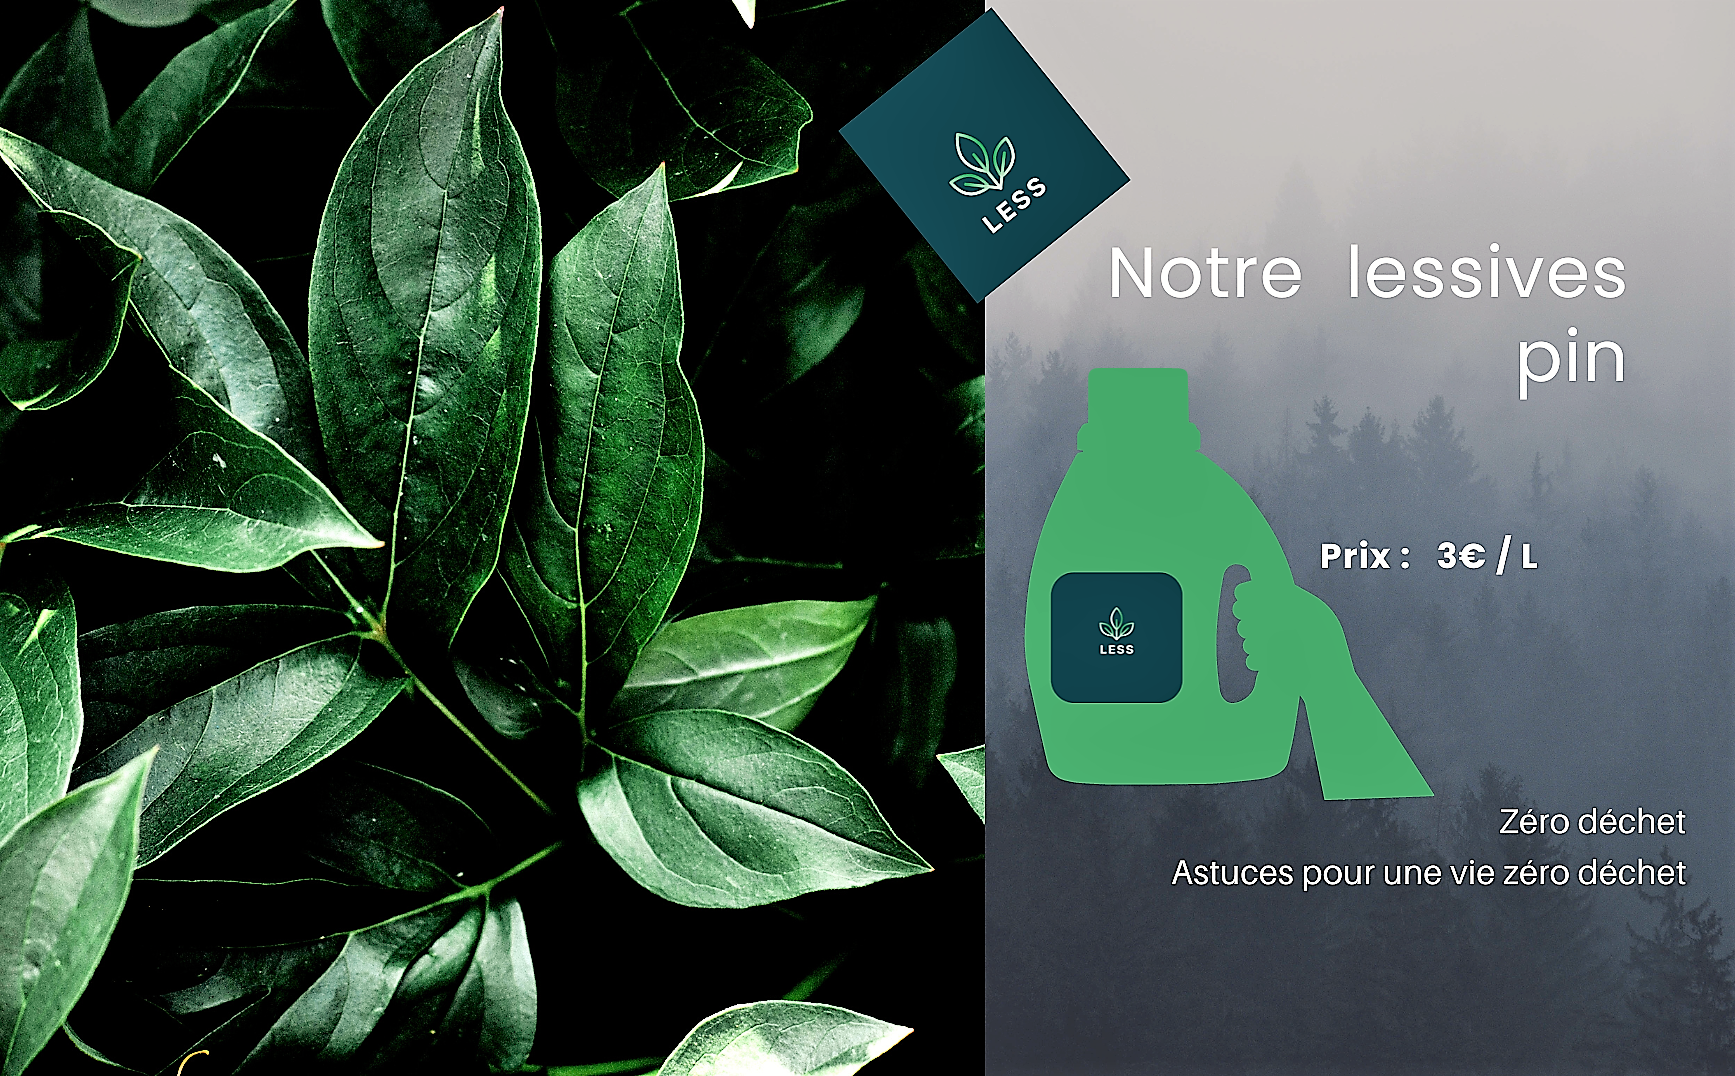 LESS
Notre lessives
pin
Prix : 3€ / L
LESS
Zéro déchet
Astuces pour une vie zéro déchet